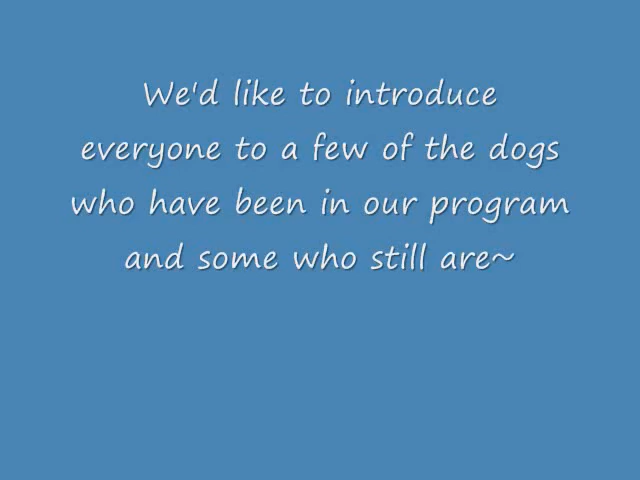 We'd like to introduce
everyone to a few of the dogs
who have been in our program
and some who still are~